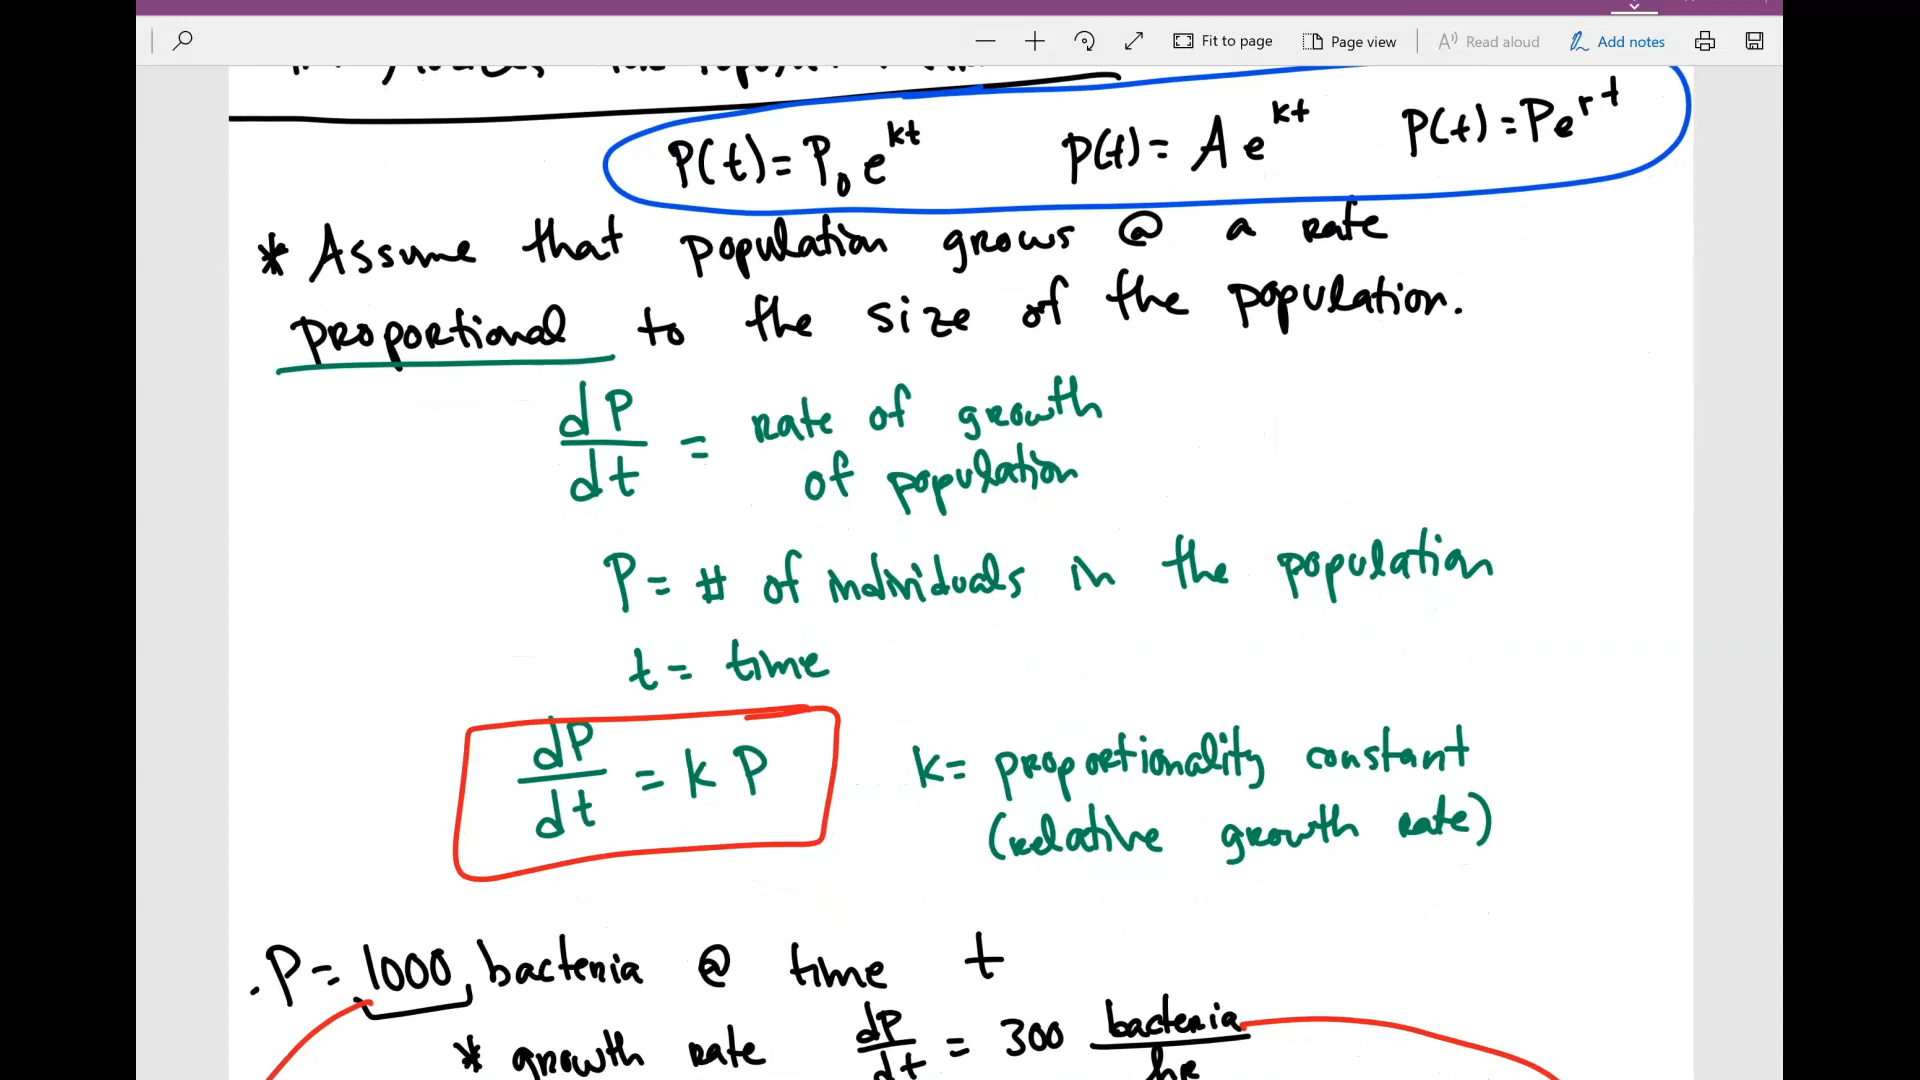 Fit to page Page view Read aloud Add notes
P(t) = P₀e^kt P(t) = Ae^kt P(t) = Pe^rt
* Assume that population grows @ a rate
proportional to the size of the population.
dP/dt = rate of growth
of population
P = # of individuals in the population
t = time
dP/dt = kP k = proportionality constant
(relative growth rate)
. P = 1000, bacteria @ time t
* growth rate dP/dt = 300 bacteria/hr